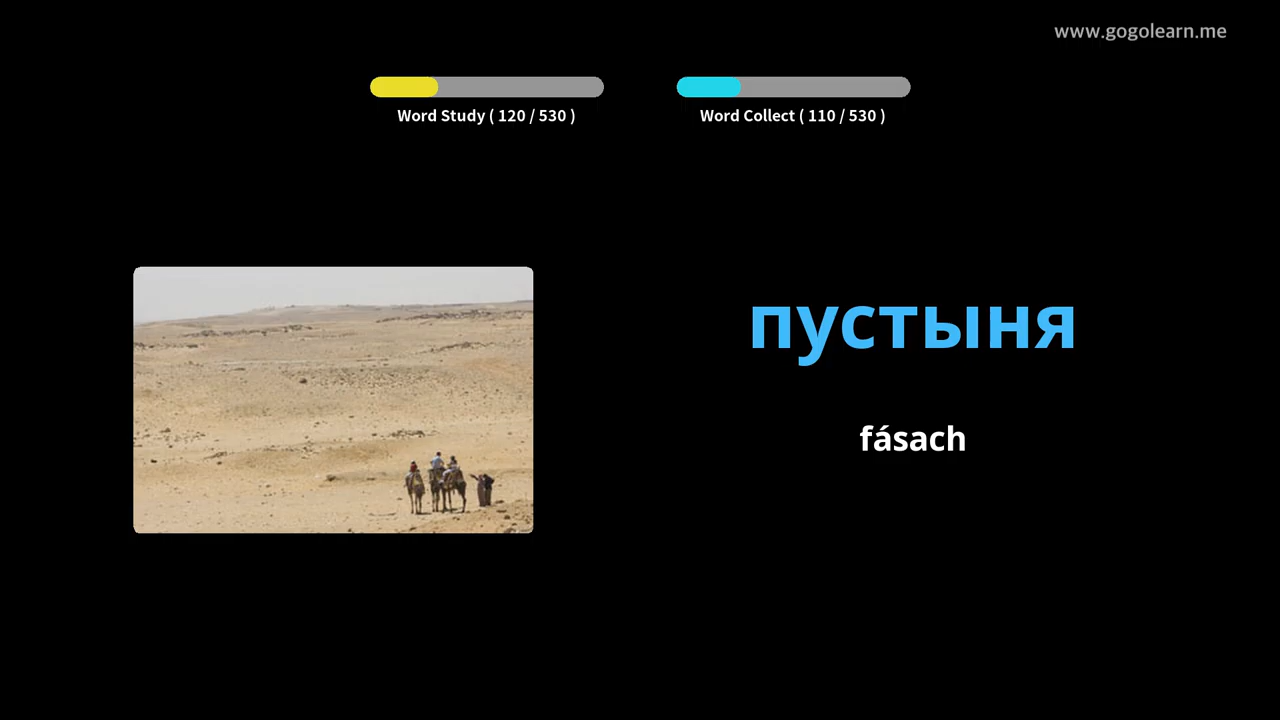 www.gogolearn.me
Word Study ( 120 / 530 )
Word Collect ( 110 / 530 )
пустыня
fásach